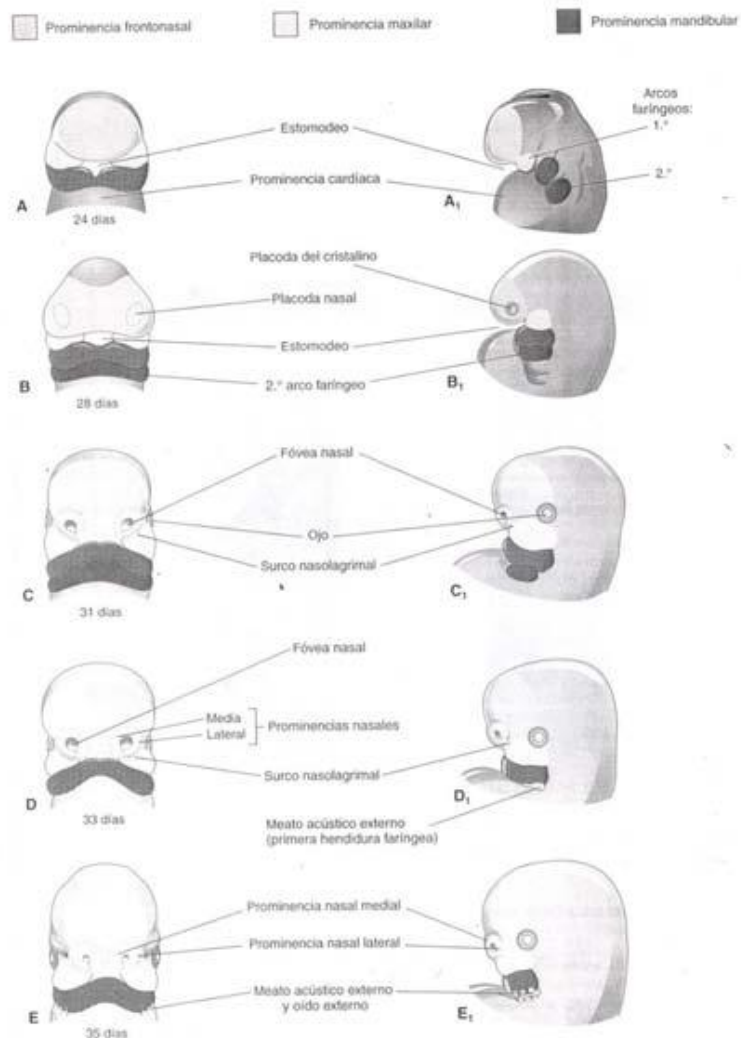 Prominencia frontonasal
Prominencia maxilar
Prominencia mandibular
Arcos
faríngeos:
1.°
Estomodeo
Prominencia cardíaca
2.°
A
24 días
A1
Placoda del cristalino
Placoda nasal
Estomodeo
2.° arco faríngeo
B
28 días
B1
Fóvea nasal
Ojo
Surco nasolagrimal
C
31 días
C1
Fóvea nasal
Media
Lateral
Prominencias nasales
Surco nasolagrimal
D
33 días
D1
Meato acústico externo
(primera hendidura faríngea)
Prominencia nasal medial
Prominencia nasal lateral
Meato acústico externo
y oído externo
E
35 días
E1